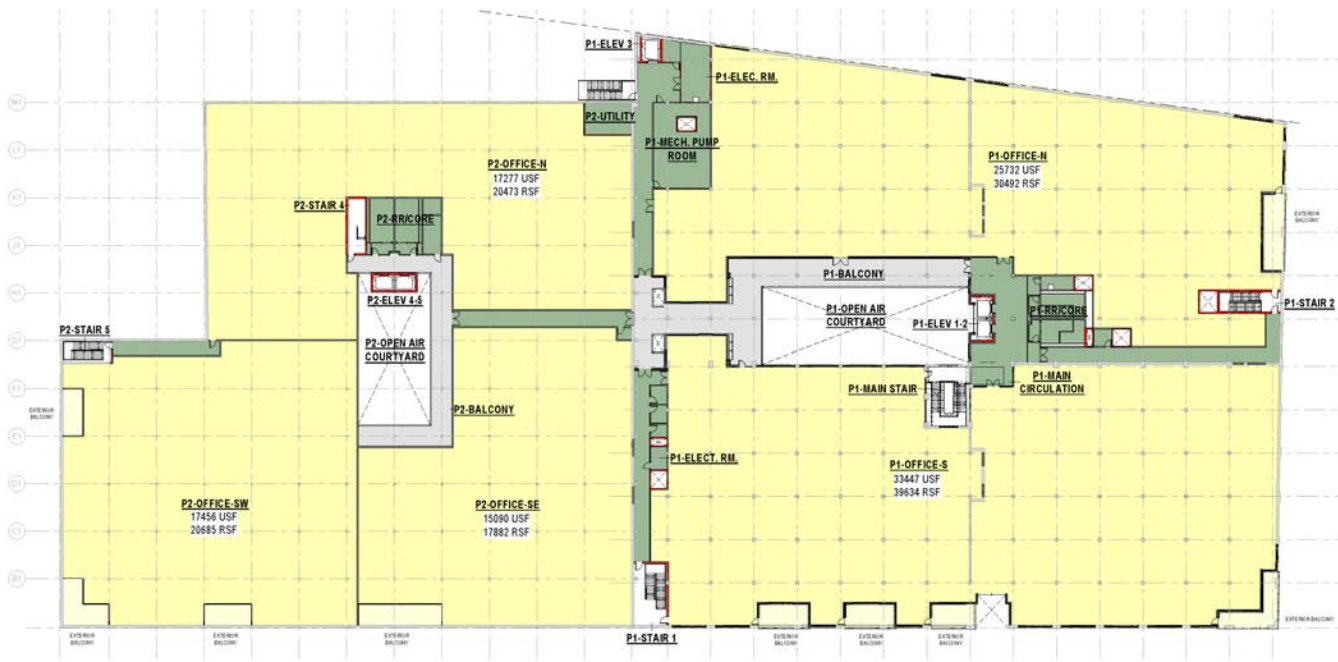 P1-ELEV 3
P1-ELEC. RM.
P2-UTILITY
P1-MECH. PUMP
ROOM
P2-OFFICE-N
17277 USF
20473 RSF
P1-OFFICE-N
25732 USF
30492 RSF
P2-STAIR 4
P2-RR/CORE
EXTERIOR
BALCONY
P1-BALCONY
P2-ELEV 4-5
P1-OPEN AIR
COURTYARD
P1-ELEV 1-2
P1-RR/CORE
P1-STAIR 2
P2-STAIR 5
P2-OPEN AIR
COURTYARD
P1-MAIN STAIR
P1-MAIN
CIRCULATION
EXTERIOR
BALCONY
P2-BALCONY
P1-ELECT. RM.
P1-OFFICE-S
33447 USF
39634 RSF
P2-OFFICE-SW
17456 USF
20685 RSF
P2-OFFICE-SE
15090 USF
17882 RSF
EXTERIOR BALCONY
EXTERIOR
BALCONY
EXTERIOR
BALCONY
EXTERIOR
BALCONY
P1-STAIR 1
EXTERIOR
BALCONY
EXTERIOR
BALCONY
EXTERIOR
BALCONY